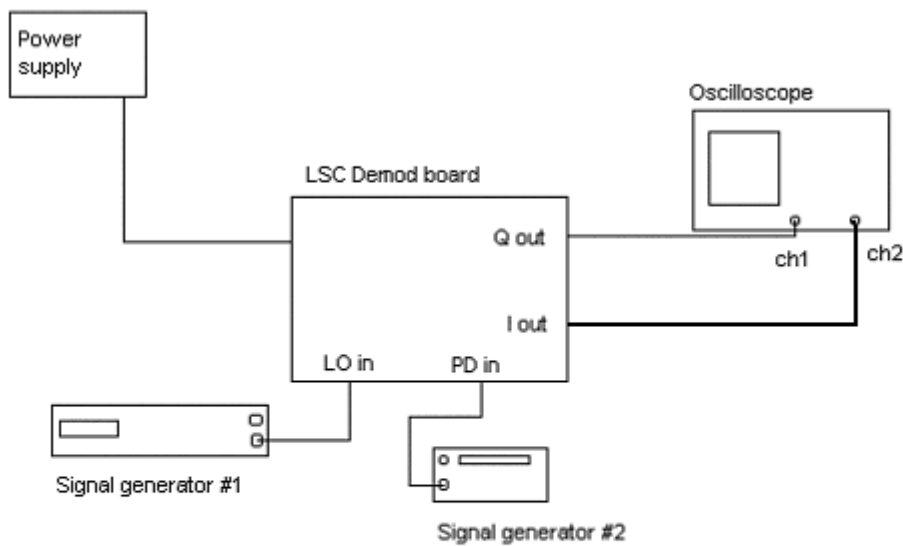 Power
supply
Oscilloscope
LSC Demod board
Q out
ch1
ch2
I out
LO in
PD in
Signal generator #1
Signal generator #2